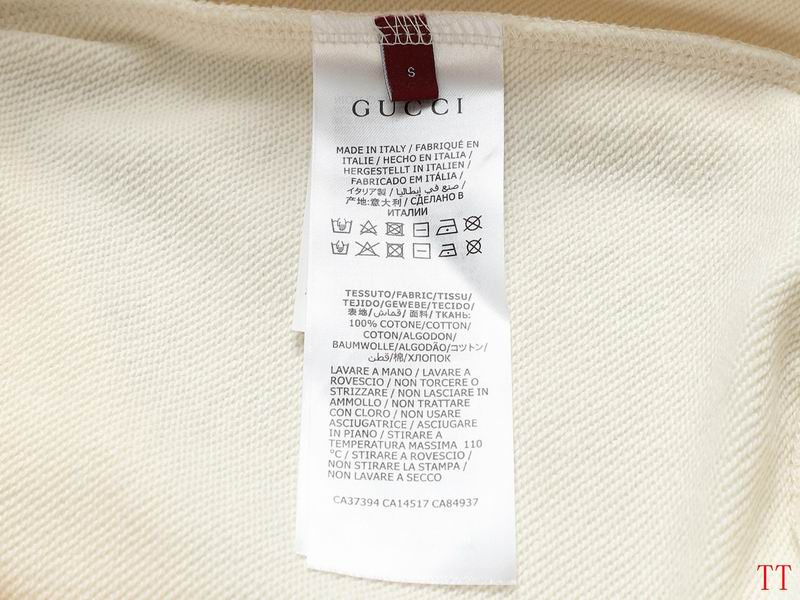 S
GUCCI
MADE IN ITALY / FABRIQUÉ EN
ITALIE / HECHO EN ITALIA /
HERGESTELLT IN ITALIEN /
FABRICADO EM ITÁLIA /
イタリア製 / صنع في إيطاليا /
产地:意大利 / СДЕЛАНО В
ИТАЛИИ
TESSUTO/FABRIC/TISSU/
TEJIDO/GEWEBE/TECIDO/
表地/قماش/ 面料/ ТКАНЬ:
100% COTONE/COTTON/
COTON/ALGODON/
BAUMWOLLE/ALGODÃO/コットン/
قطن/棉/ХЛОПОК
LAVARE A MANO / LAVARE A
ROVESCIO / NON TORCERE O
STRIZZARE / NON LASCIARE IN
AMMOLLO / NON TRATTARE
CON CLORO / NON USARE
ASCIUGATRICE / ASCIUGARE
IN PIANO / STIRARE A
TEMPERATURA MASSIMA 110
°C / STIRARE A ROVESCIO /
NON STIRARE LA STAMPA /
NON LAVARE A SECCO
CA37394 CA14517 CA84937
TT